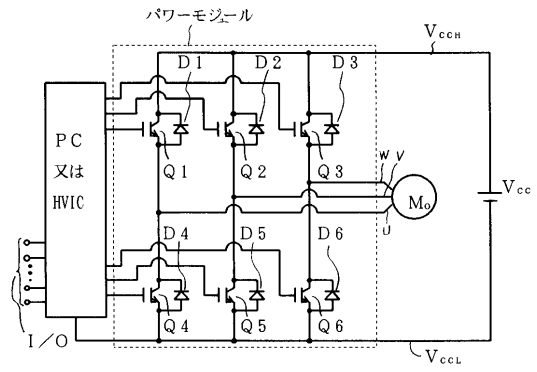 パワーモジュール
VCCH
D1 D2 D3
PC
又は
HVIC
Q1 Q2 Q3
W V
Mo
VCC
U
D4 D5 D6
Q4 Q5 Q6
I/O
VCCL